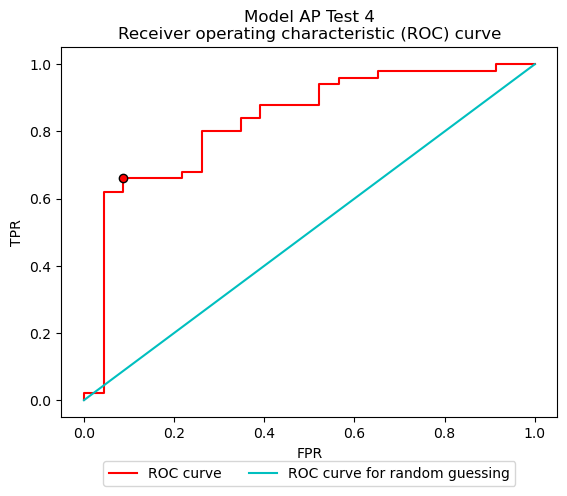 Model AP Test 4
Receiver operating characteristic (ROC) curve
1.0
0.8
0.6
0.4
0.2
0.0
TPR
0.0 0.2 0.4 0.6 0.8 1.0
FPR
ROC curve ROC curve for random guessing